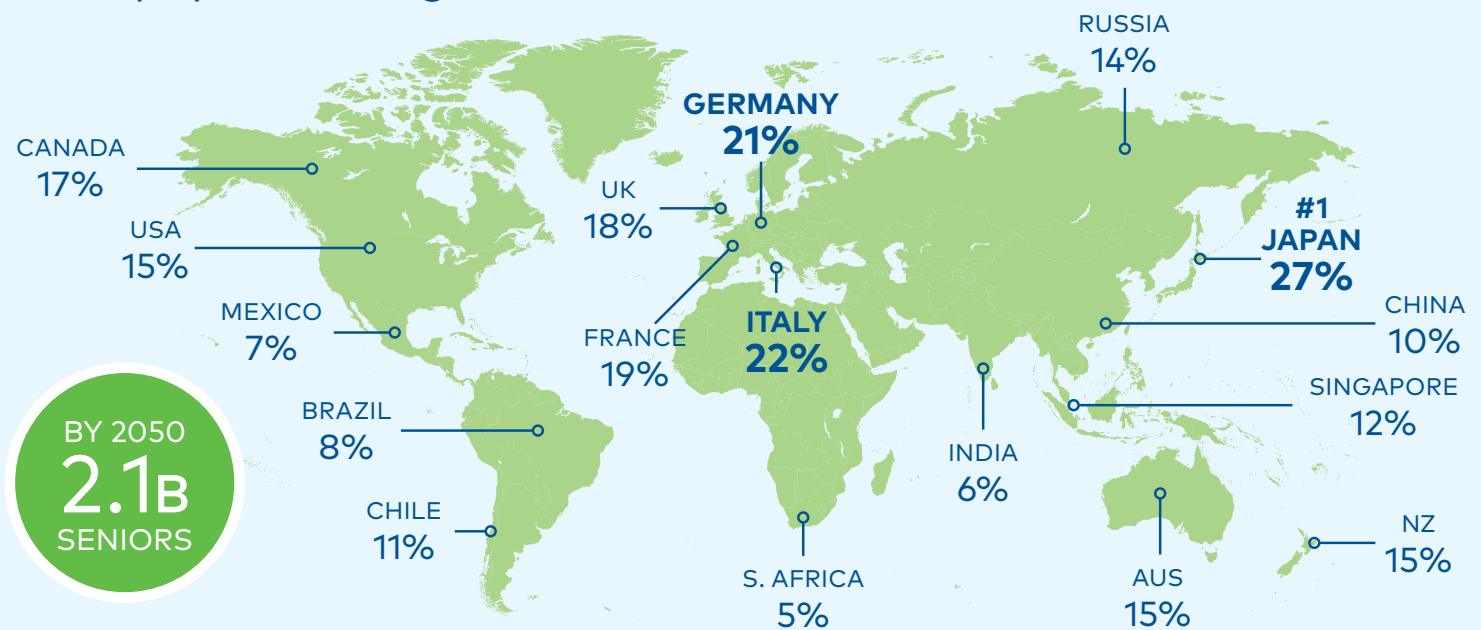 RUSSIA
14%
GERMANY
21%
CANADA
17%
UK
18%
#1
JAPAN
27%
USA
15%
MEXICO
7%
FRANCE
19%
ITALY
22%
CHINA
10%
SINGAPORE
12%
BRAZIL
8%
INDIA
6%
BY 2050
2.1B
SENIORS
CHILE
11%
S. AFRICA
5%
AUS
15%
NZ
15%